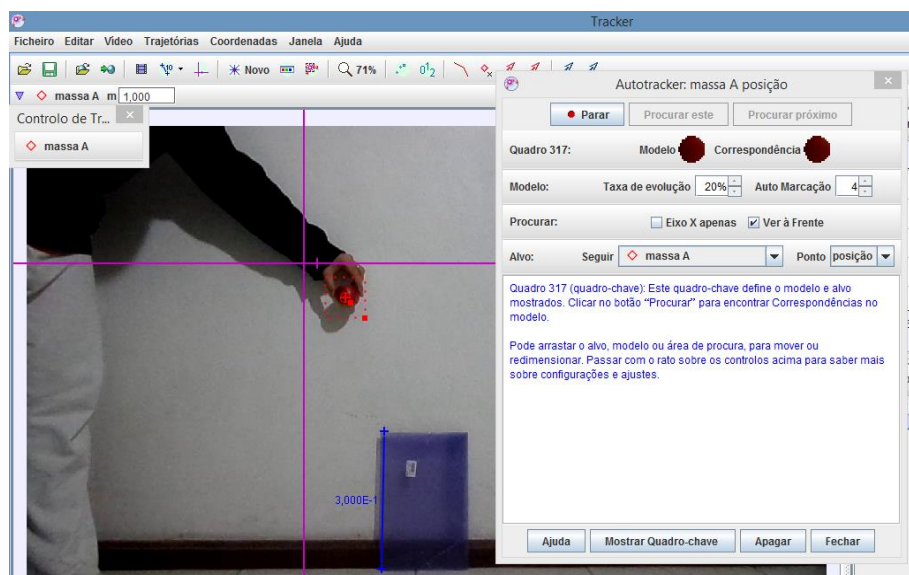 Tracker
Ficheiro Editar Vídeo Trajetórias Coordenadas Janela Ajuda
Novo 71%
massa A m 1,000
Controlo de Tr...
massa A
3,000E-1
Autotracker: massa A posição
Parar Procurar este Procurar próximo
Quadro 317: Modelo Correspondência
Modelo: Taxa de evolução 20% Auto Marcação 4
Procurar: Eixo X apenas Ver à Frente
Alvo: Seguir massa A Ponto posição
Quadro 317 (quadro-chave): Este quadro-chave define o modelo e alvo
mostrados. Clicar no botão “Procurar” para encontrar Correspondências no
modelo.
Pode arrastar o alvo, modelo ou área de procura, para mover ou
redimensionar. Passar com o rato sobre os controlos acima para saber mais
sobre configurações e ajustes.
Ajuda Mostrar Quadro-chave Apagar Fechar